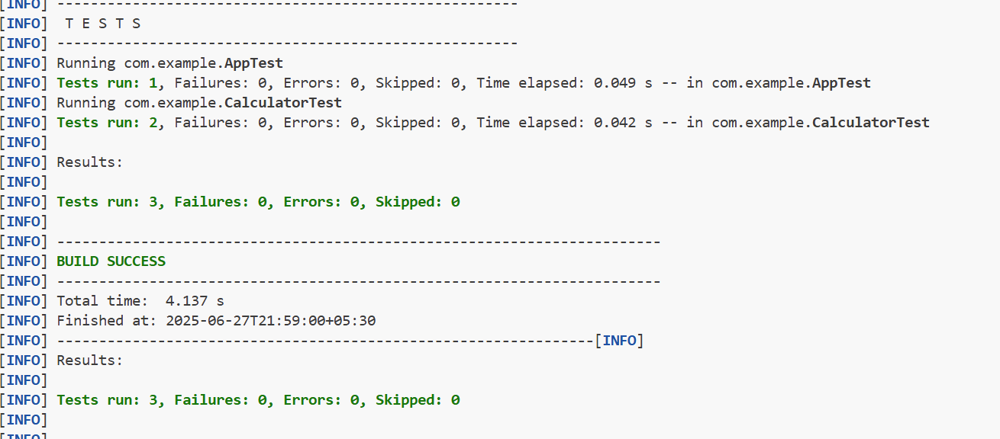 [INFO] -------------------------------------------------------
[INFO]  T E S T S
[INFO] -------------------------------------------------------
[INFO] Running com.example.AppTest
[INFO] Tests run: 1, Failures: 0, Errors: 0, Skipped: 0, Time elapsed: 0.049 s -- in com.example.AppTest
[INFO] Running com.example.CalculatorTest
[INFO] Tests run: 2, Failures: 0, Errors: 0, Skipped: 0, Time elapsed: 0.042 s -- in com.example.CalculatorTest
[INFO]
[INFO] Results:
[INFO]
[INFO] Tests run: 3, Failures: 0, Errors: 0, Skipped: 0
[INFO]
[INFO] ------------------------------------------------------------------------
[INFO] BUILD SUCCESS
[INFO] ------------------------------------------------------------------------
[INFO] Total time:  4.137 s
[INFO] Finished at: 2025-06-27T21:59:00+05:30
[INFO] ----------------------------------------------------------------[INFO]
[INFO] Results:
[INFO]
[INFO] Tests run: 3, Failures: 0, Errors: 0, Skipped: 0
[INFO]
[INFO]